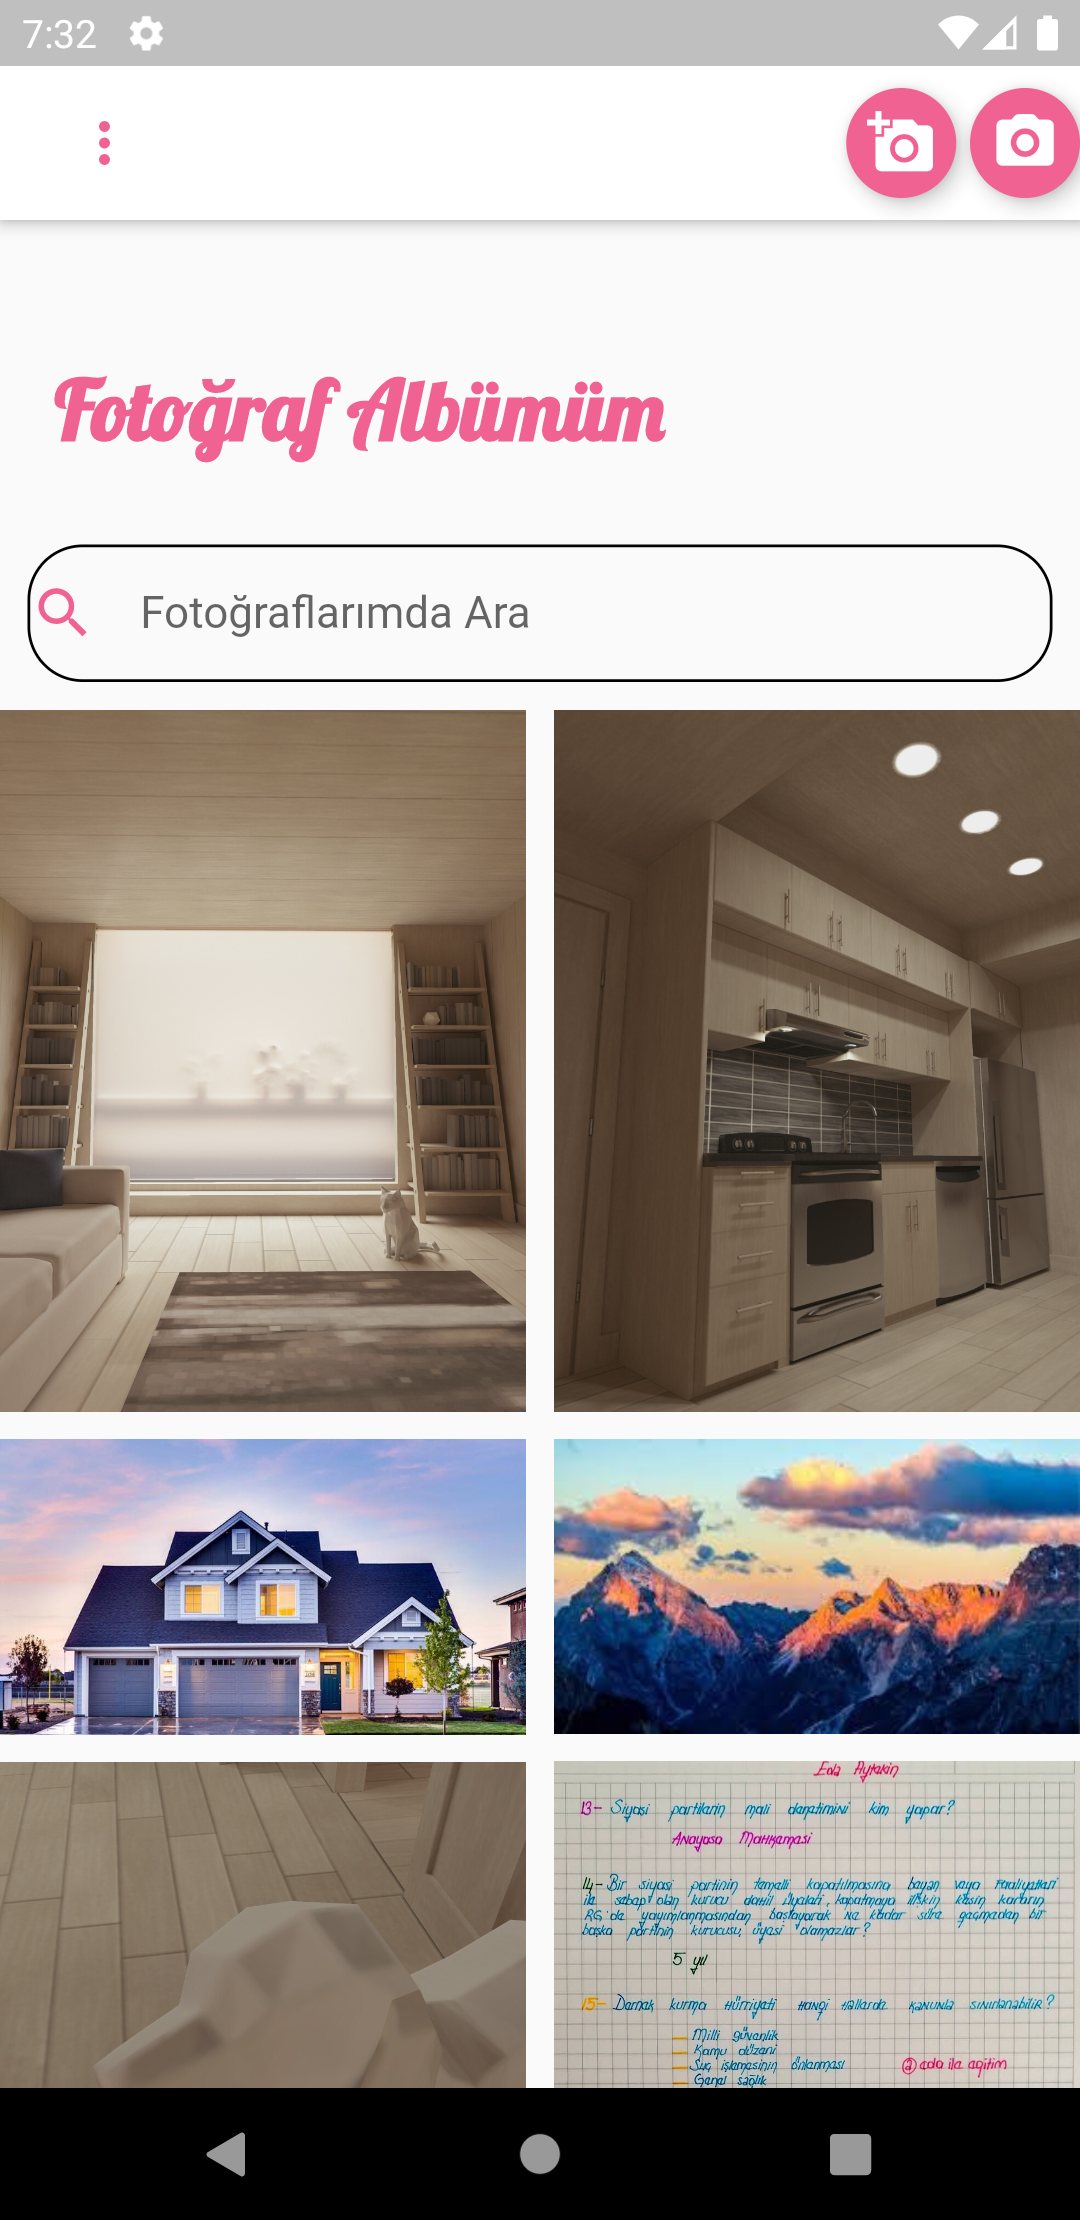 7:32
Fotoğraf Albümüm
Fotoğraflarımda Ara
Eda Aytekin
13- Siyasi partilerin mali denetimini kim yapar?
Anayasa Mahkemesi
14- Bir siyasi partinin temelli kapatılmasına beyan veya faaliyetleri
ile sebep olan kurucu dahil üyeleri, kapatmaya ilişkin kesin kararın
RG'de yayımlanmasından başlayarak ne kadar süre geçmeden bir
başka partinin kurucusu, üyesi olamazlar?
5 yıl
15- Dernek kurma hürriyeti hangi hallerde kanunla sınırlanabilir?
Milli güvenlik
Kamu düzeni
Suç işlemesinin önlenmesi
@eda ile egitim
Genel sağlık